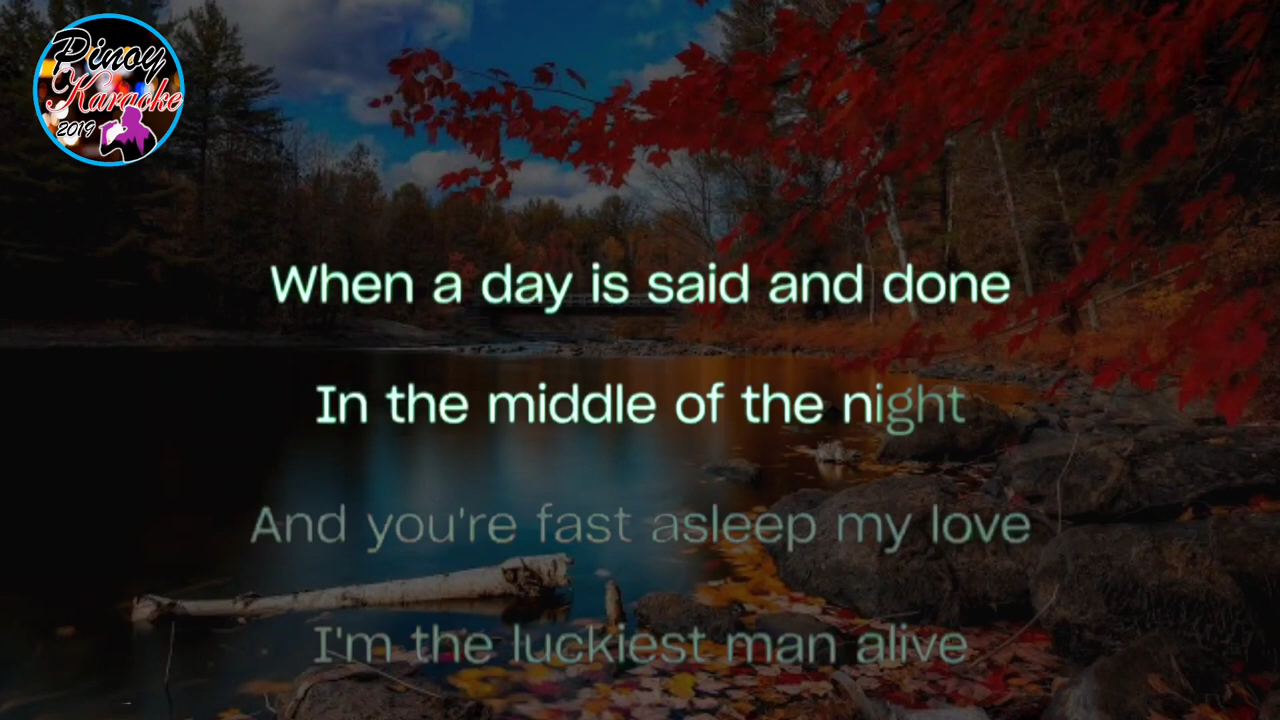 Pinoy
Karaoke
2019
When a day is said and done
In the middle of the night
And you're fast asleep my love
I'm the luckiest man alive